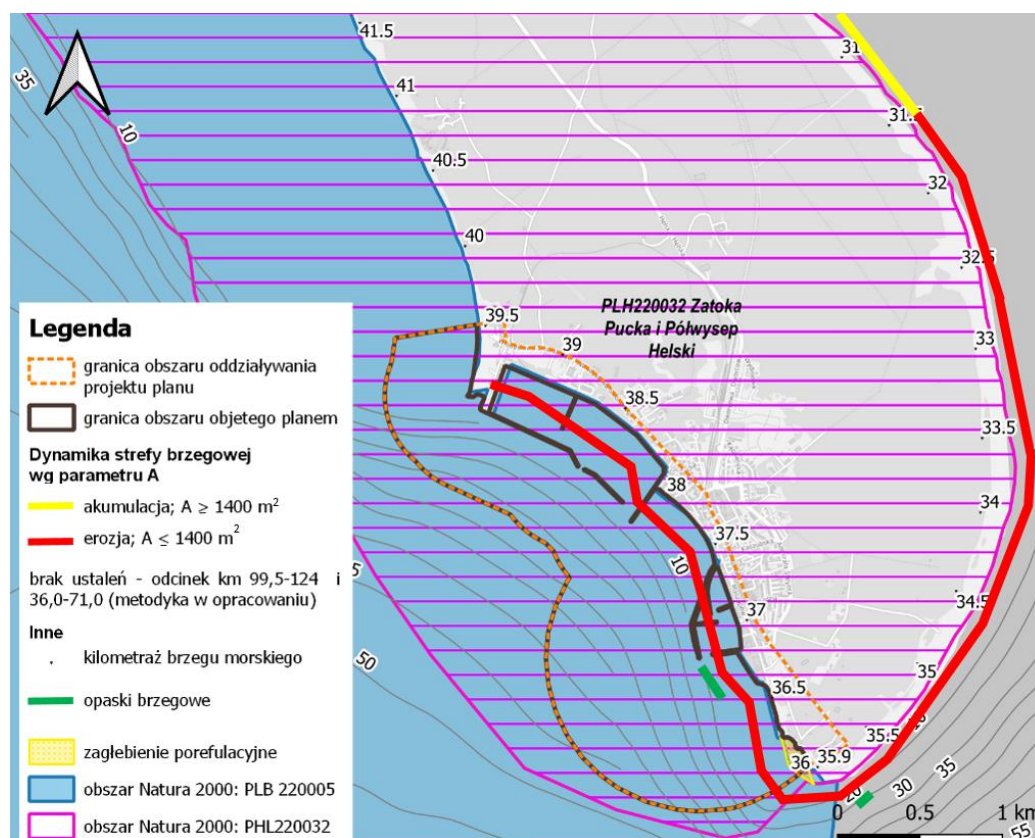 41.5
31
35
41
31.5
10
40.5
32
40
32.5
PLH220032 Zatoka
Pucka i Półwysep
Helski
39.5
33
39
38.5
33.5
38
34
37.5
10
34.5
37
50
35
36.5
10
35.5
36
35.9
20
30
35
Legenda
granica obszaru oddziaływania
projektu planu
granica obszaru objetego planem
Dynamika strefy brzegowej
wg parametru A
akumulacja; A ≥ 1400 m²
erozja; A ≤ 1400 m²
brak ustaleń - odcinek km 99,5-124 i
36,0-71,0 (metodyka w opracowaniu)
Inne
kilometraż brzegu morskiego
opaski brzegowe
zagłebienie porefulacyjne
obszar Natura 2000: PLB 220005
obszar Natura 2000: PHL220032
0 0.5 1 km